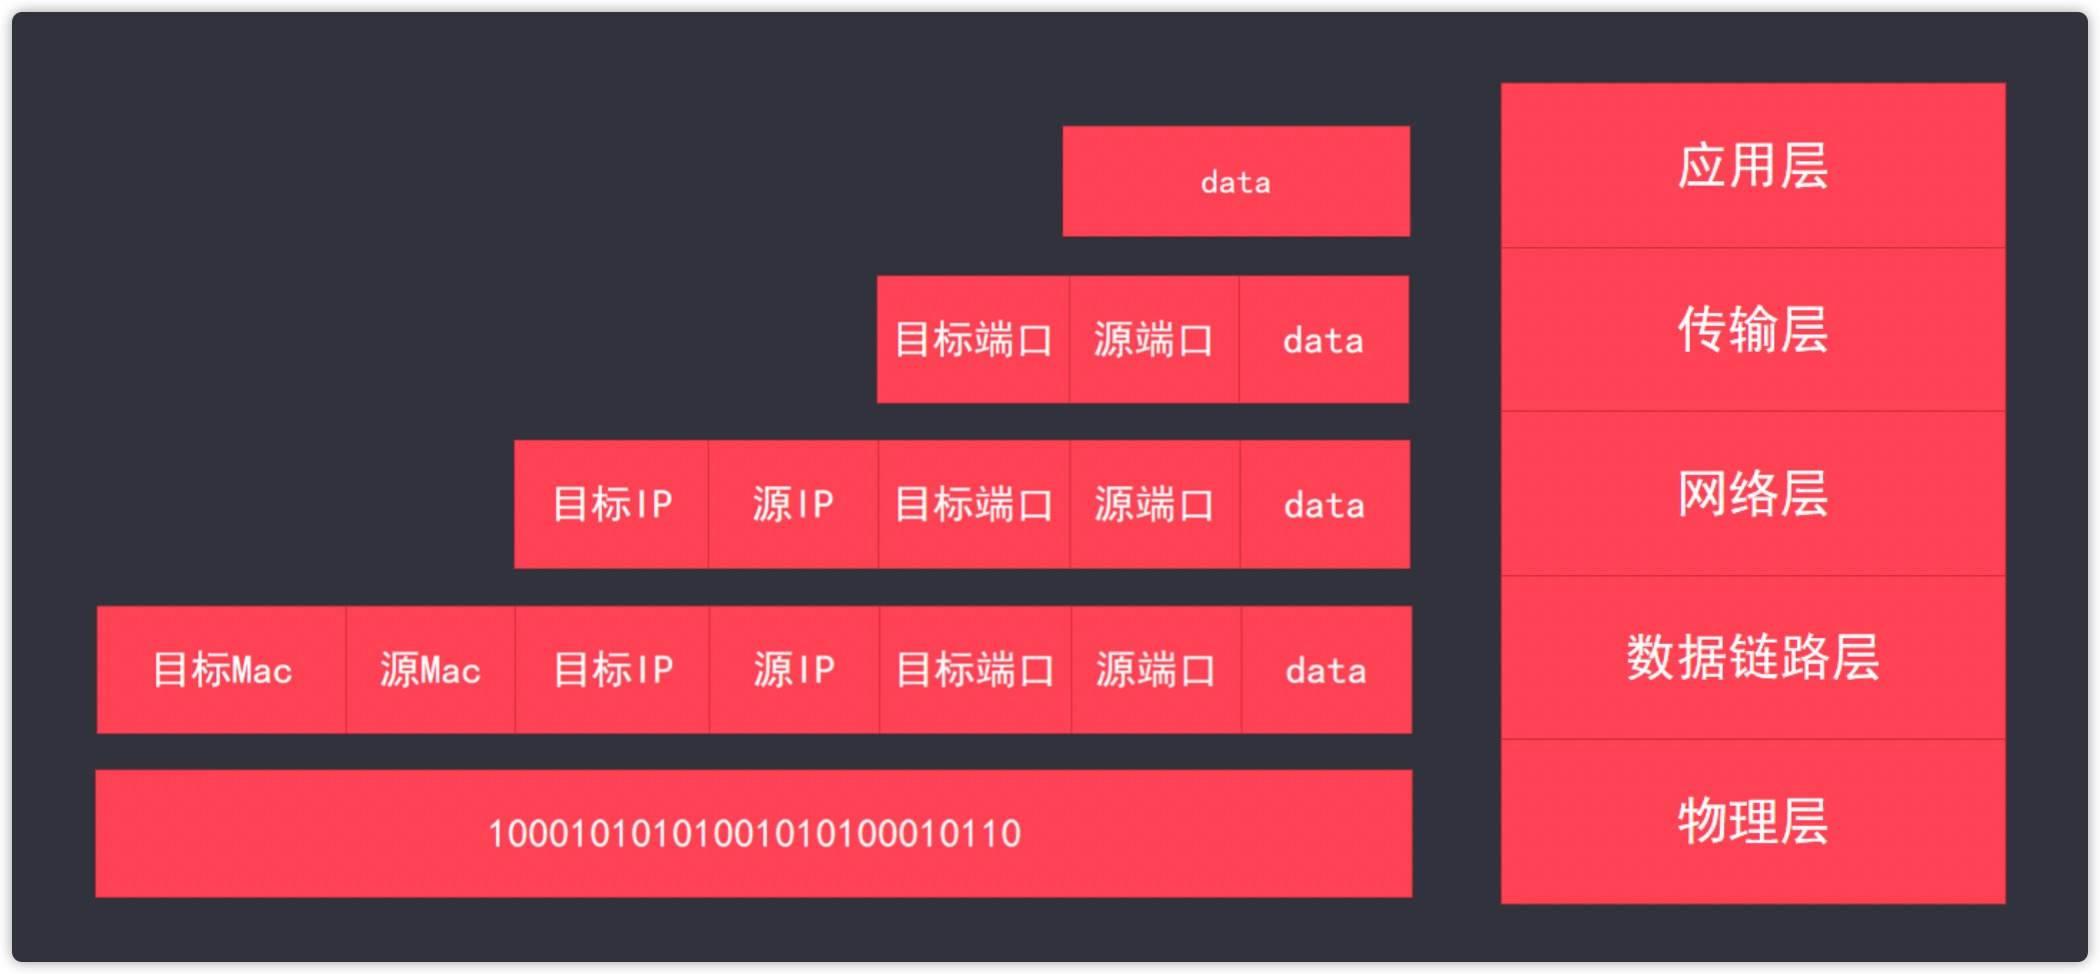 data
应用层
目标端口 源端口 data
传输层
目标IP 源IP 目标端口 源端口 data
网络层
目标Mac 源Mac 目标IP 源IP 目标端口 源端口 data
数据链路层
10001010101001010100010110
物理层